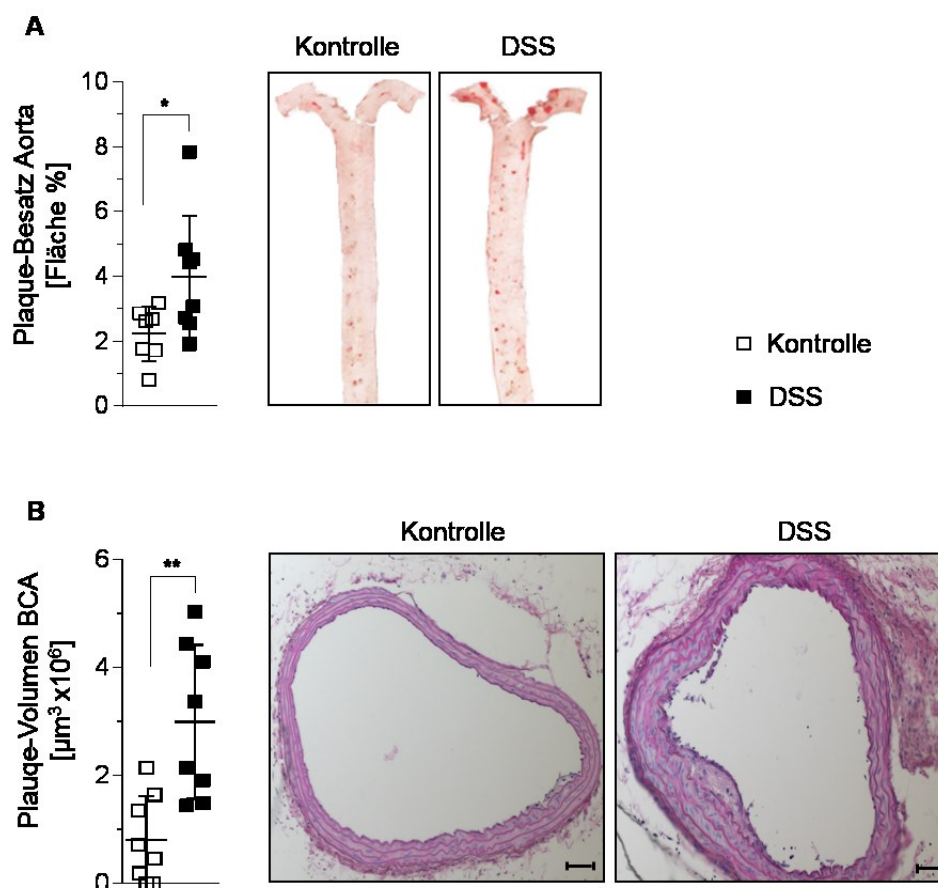 A
Kontrolle
DSS
Plaque-Besatz Aorta
[Fläche %]
10
8
6
4
2
0
*
Kontrolle
DSS
B
Kontrolle
DSS
Plauqe-Volumen BCA
[µm³ x10⁶]
6
4
2
0
**